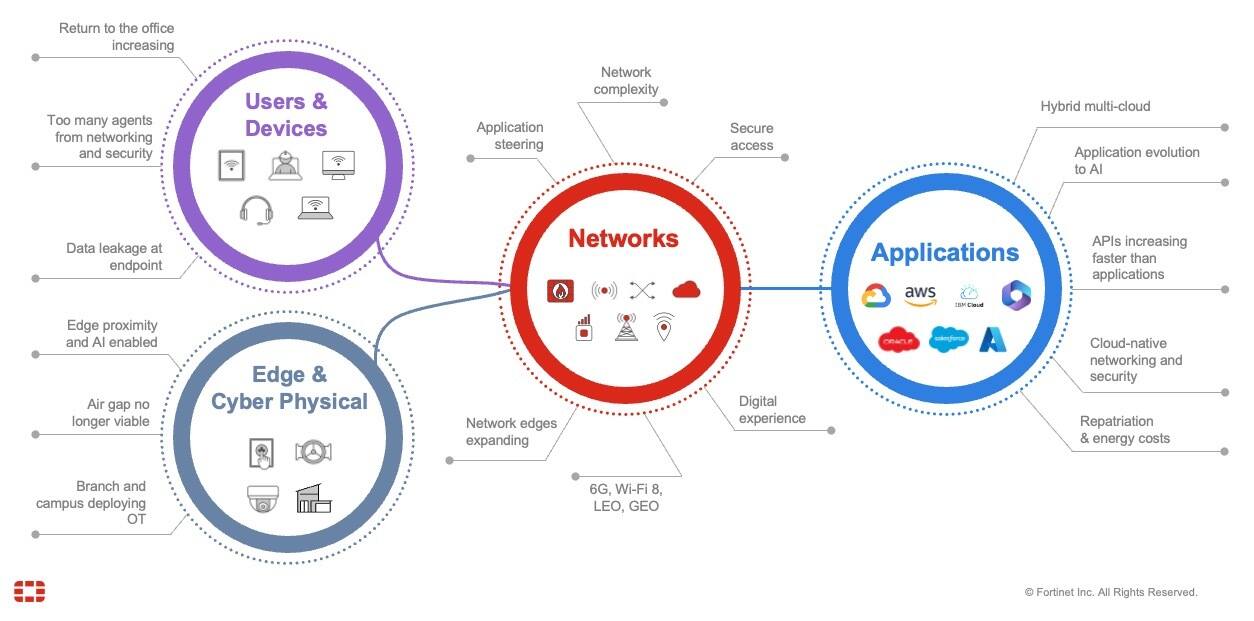 Return to the office
increasing
Too many agents
from networking
and security
Data leakage at
endpoint
Users &
Devices
Edge proximity
and AI enabled
Air gap no
longer viable
Branch and
campus deploying
OT
Edge &
Cyber Physical
Network
complexity
Application
steering
Secure
access
Networks
Network edges
expanding
6G, Wi-Fi 8,
LEO, GEO
Digital
experience
Applications
aws
IBM Cloud
ORACLE
salesforce
Hybrid multi-cloud
Application evolution
to AI
APIs increasing
faster than
applications
Cloud-native
networking and
security
Repatriation
& energy costs
© Fortinet Inc. All Rights Reserved.